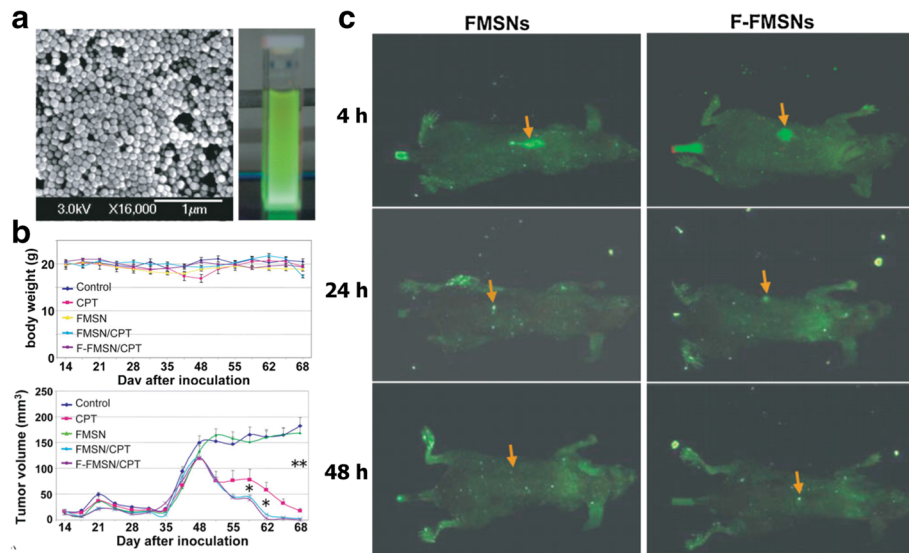 a
3.0kV X16,000 1μm
b
body weight (g)
20
10
0
Control
CPT
FMSN
FMSN/CPT
F-FMSN/CPT
14 21 28 35 42 48 55 62 68
Dav after inoculation
Tumor volume (mm³)
250
200
150
100
50
0
Control
CPT
FMSN
FMSN/CPT
F-FMSN/CPT
*
*
**
14 21 28 35 48 55 62 68
Day after inoculation
c
FMSNs F-FMSNs
4 h
24 h
48 h